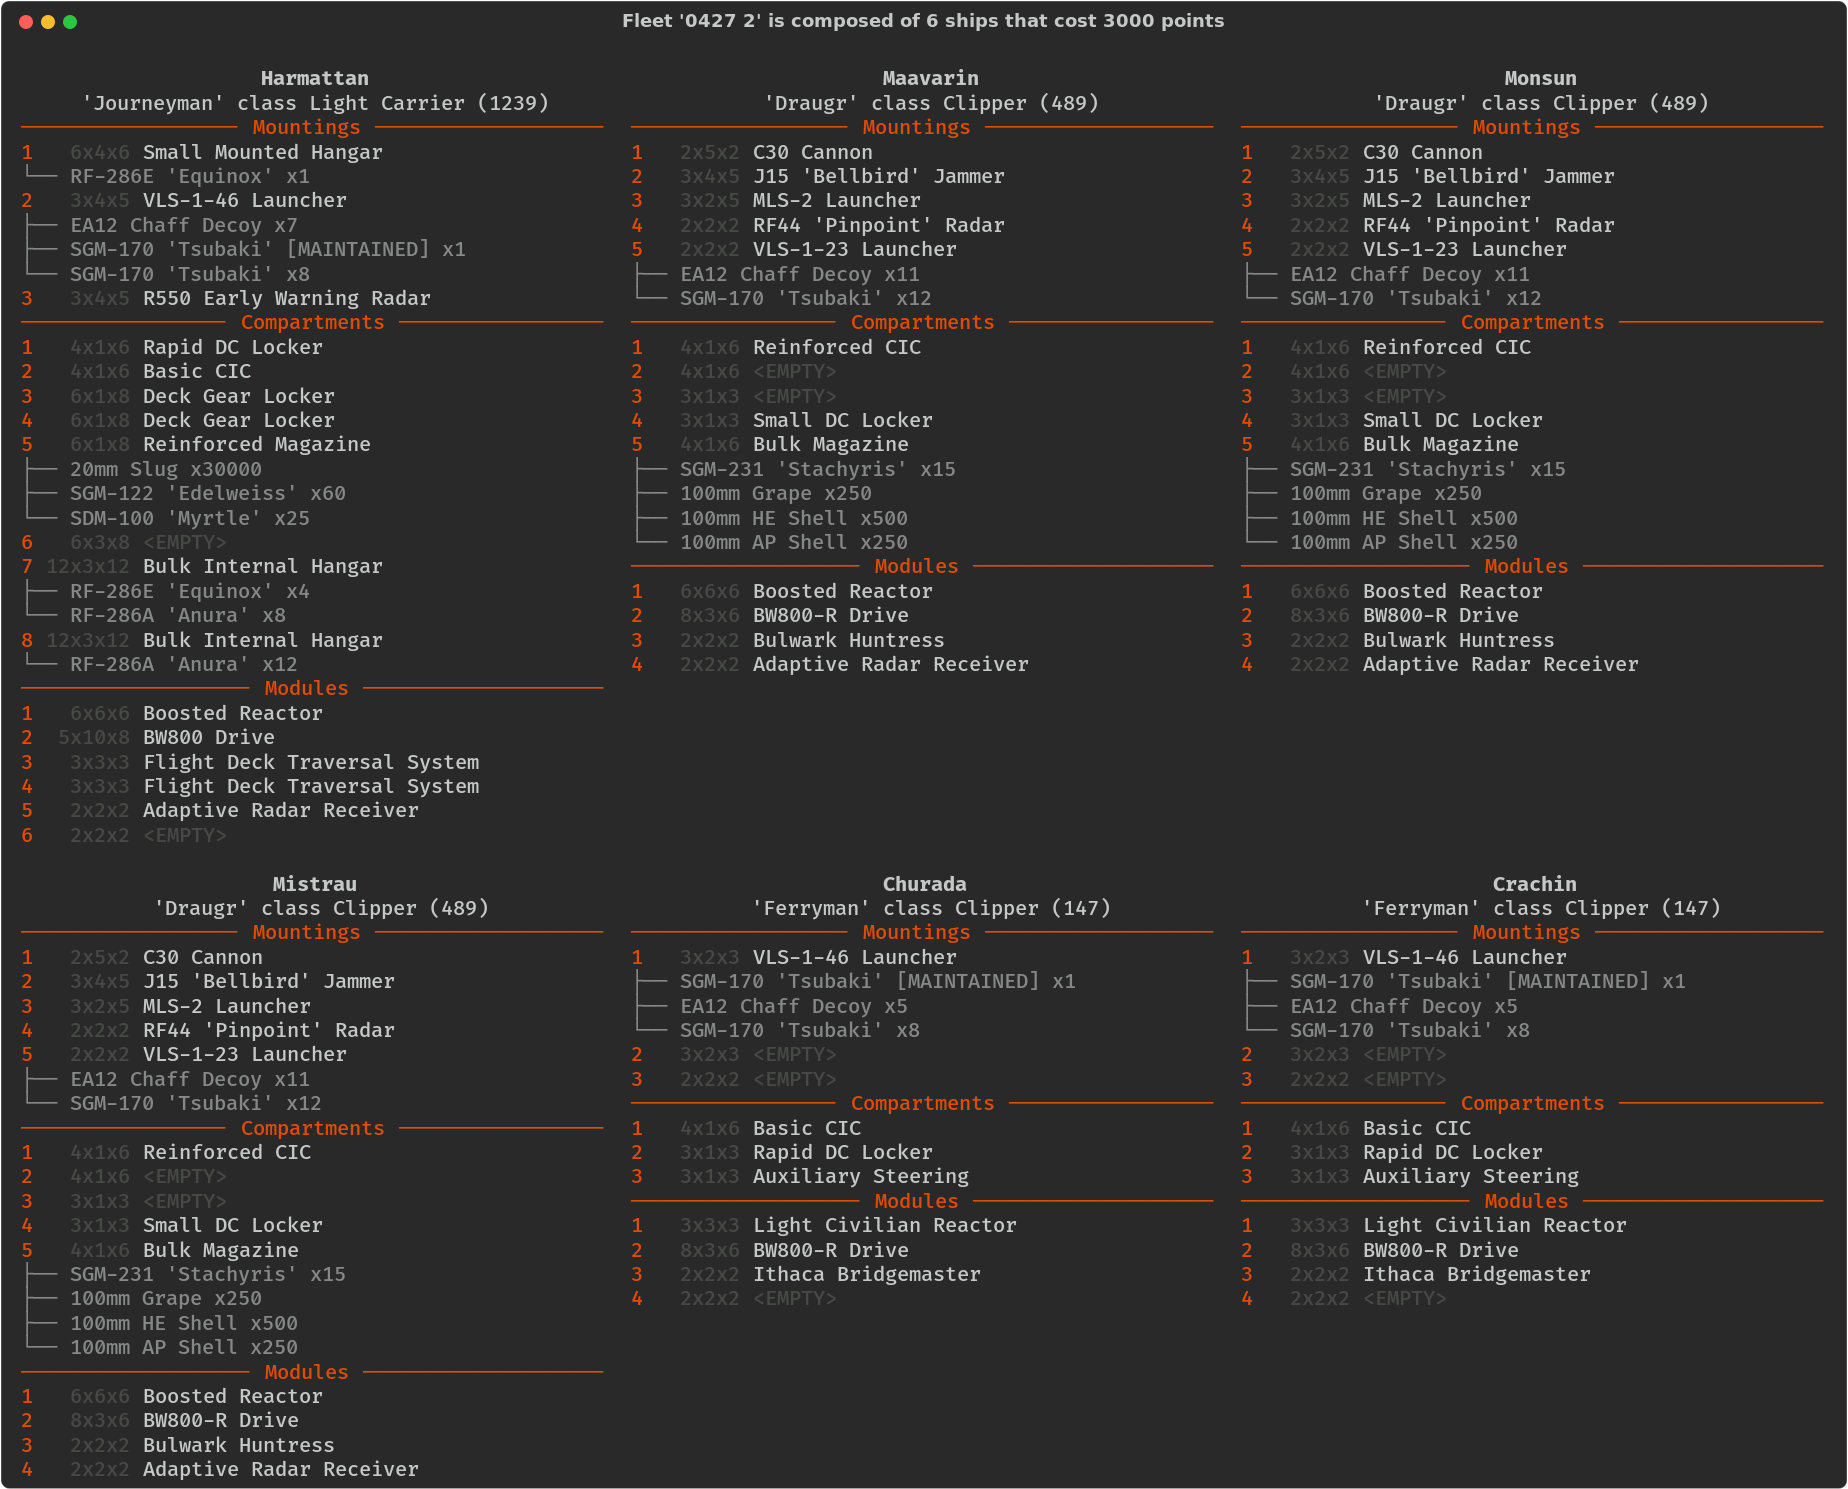 Fleet '0427 2' is composed of 6 ships that cost 3000 points
Harmattan
'Journeyman' class Light Carrier (1239)
Mountings
1 6x4x6 Small Mounted Hangar
RF-286E 'Equinox' x1
2 3x4x5 VLS-1-46 Launcher
EA12 Chaff Decoy x7
SGM-170 'Tsubaki' [MAINTAINED] x1
SGM-170 'Tsubaki' x8
3 3x4x5 R550 Early Warning Radar
Compartments
1 4x1x6 Rapid DC Locker
2 4x1x6 Basic CIC
3 6x1x8 Deck Gear Locker
4 6x1x8 Deck Gear Locker
5 6x1x8 Reinforced Magazine
20mm Slug x30000
SGM-122 'Edelweiss' x60
SDM-100 'Myrtle' x25
6 6x3x8 <EMPTY>
7 12x3x12 Bulk Internal Hangar
RF-286E 'Equinox' x4
RF-286A 'Anura' x8
8 12x3x12 Bulk Internal Hangar
RF-286A 'Anura' x12
Modules
1 6x6x6 Boosted Reactor
2 5x10x8 BW800 Drive
3 3x3x3 Flight Deck Traversal System
4 3x3x3 Flight Deck Traversal System
5 2x2x2 Adaptive Radar Receiver
6 2x2x2 <EMPTY>
Maavarin
'Draugr' class Clipper (489)
Mountings
1 2x5x2 C30 Cannon
2 3x4x5 J15 'Bellbird' Jammer
3 3x2x5 MLS-2 Launcher
4 2x2x2 RF44 'Pinpoint' Radar
5 2x2x2 VLS-1-23 Launcher
EA12 Chaff Decoy x11
SGM-170 'Tsubaki' x12
Compartments
1 4x1x6 Reinforced CIC
2 4x1x6 <EMPTY>
3 3x1x3 <EMPTY>
4 3x1x3 Small DC Locker
5 4x1x6 Bulk Magazine
SGM-231 'Stachyris' x15
100mm Grape x250
100mm HE Shell x500
100mm AP Shell x250
Modules
1 6x6x6 Boosted Reactor
2 8x3x6 BW800-R Drive
3 2x2x2 Bulwark Huntress
4 2x2x2 Adaptive Radar Receiver
Monsun
'Draugr' class Clipper (489)
Mountings
1 2x5x2 C30 Cannon
2 3x4x5 J15 'Bellbird' Jammer
3 3x2x5 MLS-2 Launcher
4 2x2x2 RF44 'Pinpoint' Radar
5 2x2x2 VLS-1-23 Launcher
EA12 Chaff Decoy x11
SGM-170 'Tsubaki' x12
Compartments
1 4x1x6 Reinforced CIC
2 4x1x6 <EMPTY>
3 3x1x3 <EMPTY>
4 3x1x3 Small DC Locker
5 4x1x6 Bulk Magazine
SGM-231 'Stachyris' x15
100mm Grape x250
100mm HE Shell x500
100mm AP Shell x250
Modules
1 6x6x6 Boosted Reactor
2 8x3x6 BW800-R Drive
3 2x2x2 Bulwark Huntress
4 2x2x2 Adaptive Radar Receiver
Mistrau
'Draugr' class Clipper (489)
Mountings
1 2x5x2 C30 Cannon
2 3x4x5 J15 'Bellbird' Jammer
3 3x2x5 MLS-2 Launcher
4 2x2x2 RF44 'Pinpoint' Radar
5 2x2x2 VLS-1-23 Launcher
EA12 Chaff Decoy x11
SGM-170 'Tsubaki' x12
Compartments
1 4x1x6 Reinforced CIC
2 4x1x6 <EMPTY>
3 3x1x3 <EMPTY>
4 3x1x3 Small DC Locker
5 4x1x6 Bulk Magazine
SGM-231 'Stachyris' x15
100mm Grape x250
100mm HE Shell x500
100mm AP Shell x250
Modules
1 6x6x6 Boosted Reactor
2 8x3x6 BW800-R Drive
3 2x2x2 Bulwark Huntress
4 2x2x2 Adaptive Radar Receiver
Churada
'Ferryman' class Clipper (147)
Mountings
1 3x2x3 VLS-1-46 Launcher
SGM-170 'Tsubaki' [MAINTAINED] x1
EA12 Chaff Decoy x5
SGM-170 'Tsubaki' x8
2 3x2x3 <EMPTY>
3 2x2x2 <EMPTY>
Compartments
1 4x1x6 Basic CIC
2 3x1x3 Rapid DC Locker
3 3x1x3 Auxiliary Steering
Modules
1 3x3x3 Light Civilian Reactor
2 8x3x6 BW800-R Drive
3 2x2x2 Ithaca Bridgemaster
4 2x2x2 <EMPTY>
Crachin
'Ferryman' class Clipper (147)
Mountings
1 3x2x3 VLS-1-46 Launcher
SGM-170 'Tsubaki' [MAINTAINED] x1
EA12 Chaff Decoy x5
SGM-170 'Tsubaki' x8
2 3x2x3 <EMPTY>
3 2x2x2 <EMPTY>
Compartments
1 4x1x6 Basic CIC
2 3x1x3 Rapid DC Locker
3 3x1x3 Auxiliary Steering
Modules
1 3x3x3 Light Civilian Reactor
2 8x3x6 BW800-R Drive
3 2x2x2 Ithaca Bridgemaster
4 2x2x2 <EMPTY>